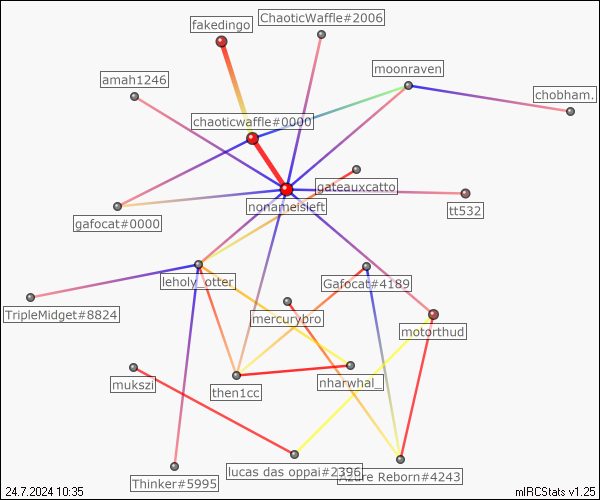 ChaoticWaffle#2006
fakedingo
moonraven
amah1246
chobham.
chaoticwaffle#0000
gateauxcatto
nonameisleft
tt532
gafocat#0000
leholy_otter
Gafocat#4189
TripleMidget#8824
mercurybro
motorthud
mukszi
nharwhal_
then1cc
lucas das oppai#2396
Azure Reborn#4243
Thinker#5995
24.7.2024 10:35
mIRCStats v1.25